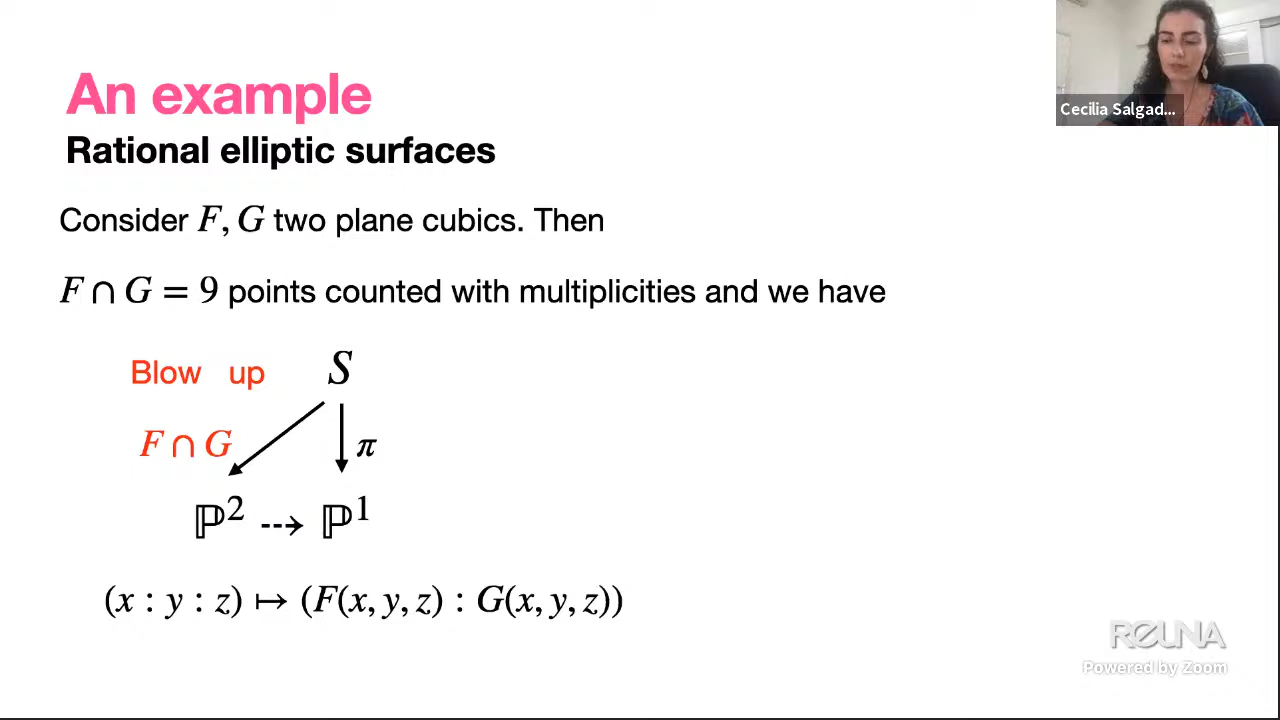 An example
Rational elliptic surfaces
Consider F, G two plane cubics. Then
F ∩ G = 9 points counted with multiplicities and we have
Blow up S
F ∩ G π
ℙ² ⇢ ℙ¹
(x : y : z) ↦ (F(x, y, z) : G(x, y, z))
Cecilia Salgad...
REUNA
Powered by Zoom